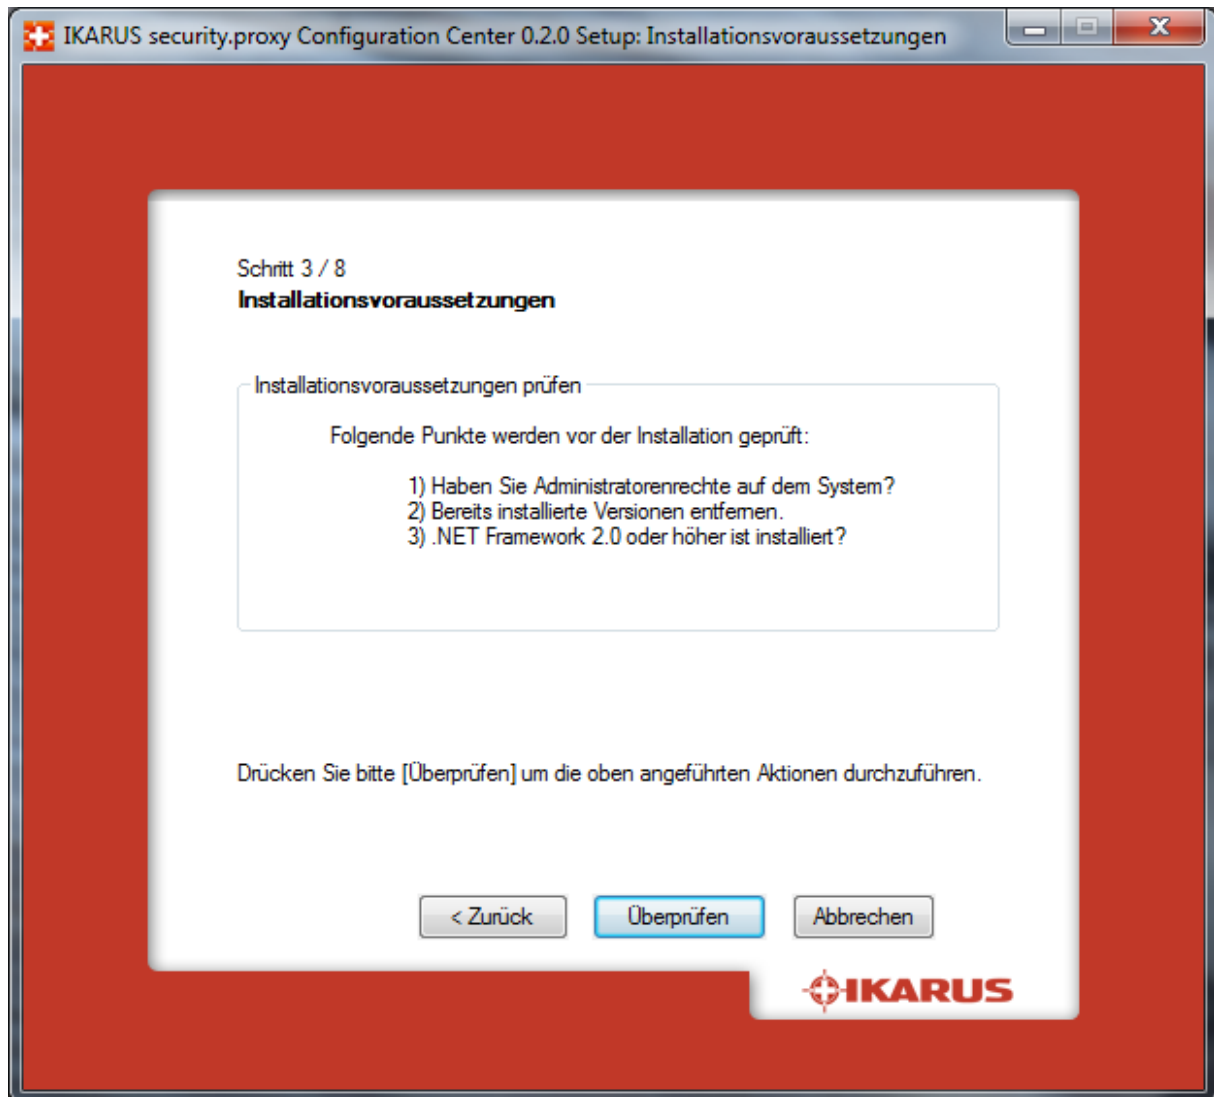 IKARUS security.proxy Configuration Center 0.2.0 Setup: Installationsvoraussetzungen
Schritt 3 / 8
Installationsvoraussetzungen
Installationsvoraussetzungen prüfen
Folgende Punkte werden vor der Installation geprüft:
1) Haben Sie Administratorenrechte auf dem System?
2) Bereits installierte Versionen entfernen.
3) .NET Framework 2.0 oder höher ist installiert?
Drücken Sie bitte [Überprüfen] um die oben angeführten Aktionen durchzuführen.
< Zurück Überprüfen Abbrechen
IKARUS